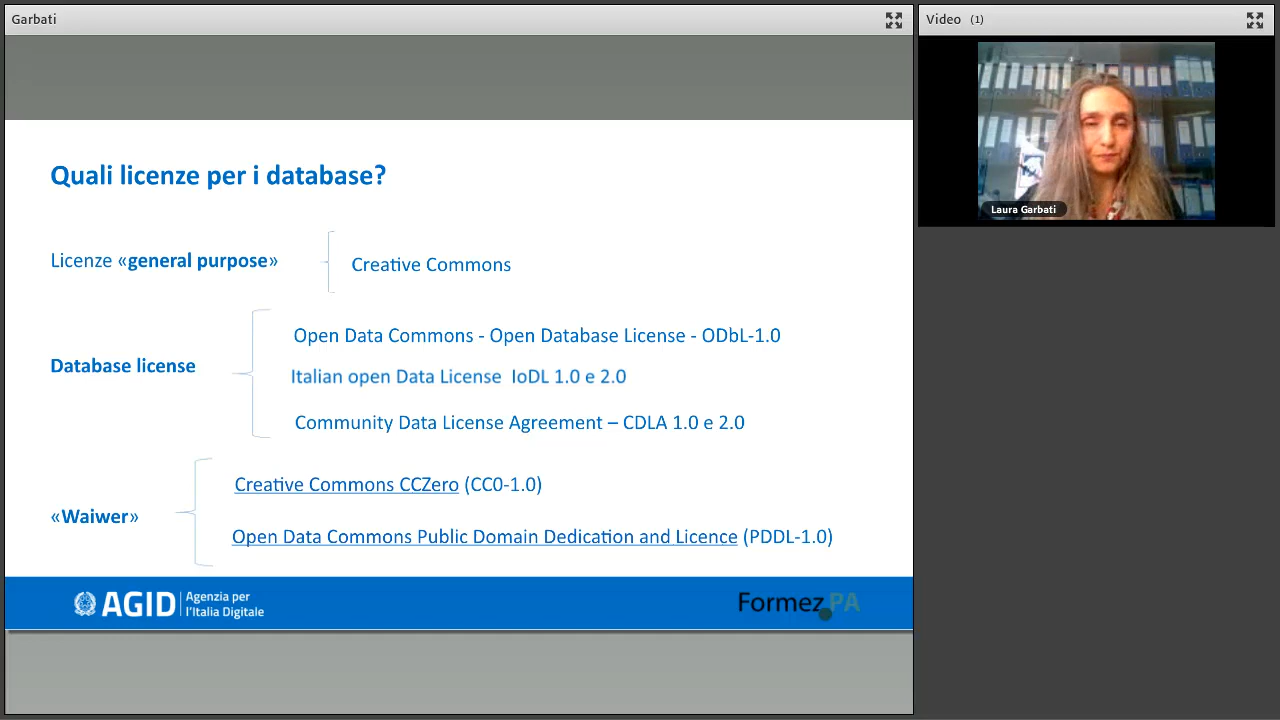 Garbati
Video (1)
Laura Garbati
Quali licenze per i database?
Licenze «general purpose»
Creative Commons
Open Data Commons - Open Database License - ODbL-1.0
Database license
Italian open Data License IoDL 1.0 e 2.0
Community Data License Agreement – CDLA 1.0 e 2.0
Creative Commons CCZero (CC0-1.0)
«Waiwer»
Open Data Commons Public Domain Dedication and Licence (PDDL-1.0)
AGID Agenzia per
l'Italia Digitale
Formez PA